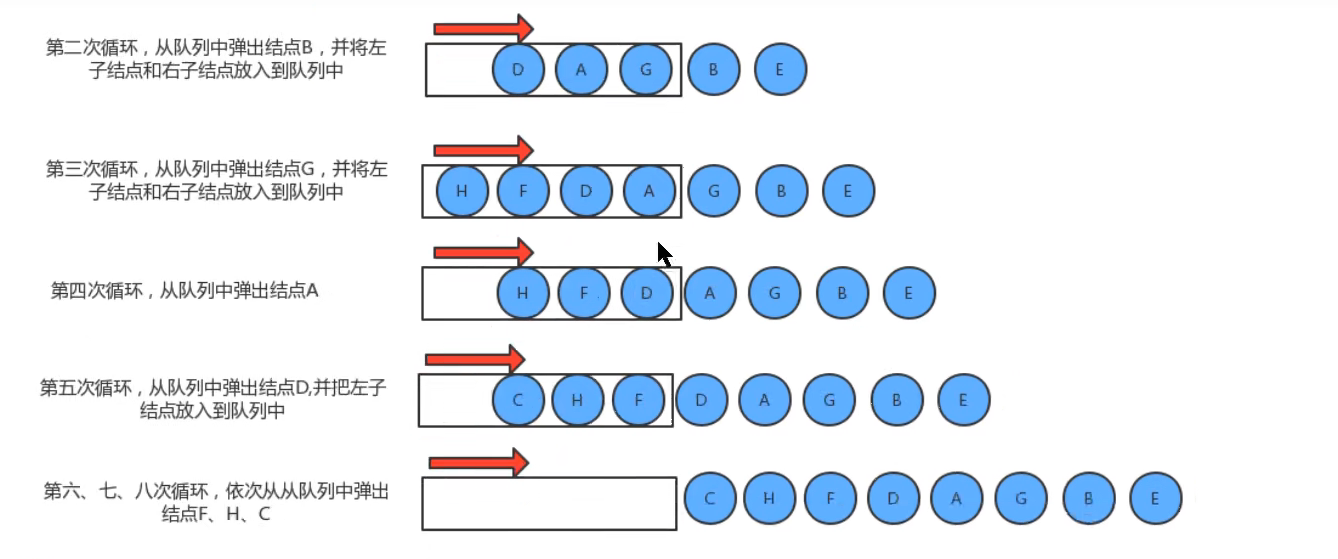 第二次循环，从队列中弹出结点B，并将左
子结点和右子结点放入到队列中
D A G B E
第三次循环，从队列中弹出结点G，并将左
子结点和右子结点放入到队列中
H F D A G B E
第四次循环，从队列中弹出结点A
H F D A G B E
第五次循环，从队列中弹出结点D,并把左子
结点放入到队列中
C H F D A G B E
第六、七、八次循环，依次从从队列中弹出
结点F、H、C
C H F D A G B E